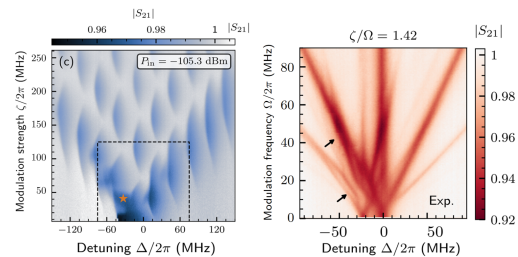 |S21|
0.96 0.98 1 |S21|
(c)
Pin = −105.3 dBm
Modulation strength ζ/2π (MHz)
250
200
150
100
50
−120 −60 0 60 120
Detuning Δ/2π (MHz)
ζ/Ω = 1.42
|S21|
Modulation frequency Ω/2π (MHz)
80
60
40
20
0
−50 0 50
Detuning Δ/2π (MHz)
Exp.
1
0.98
0.96
0.94
0.92